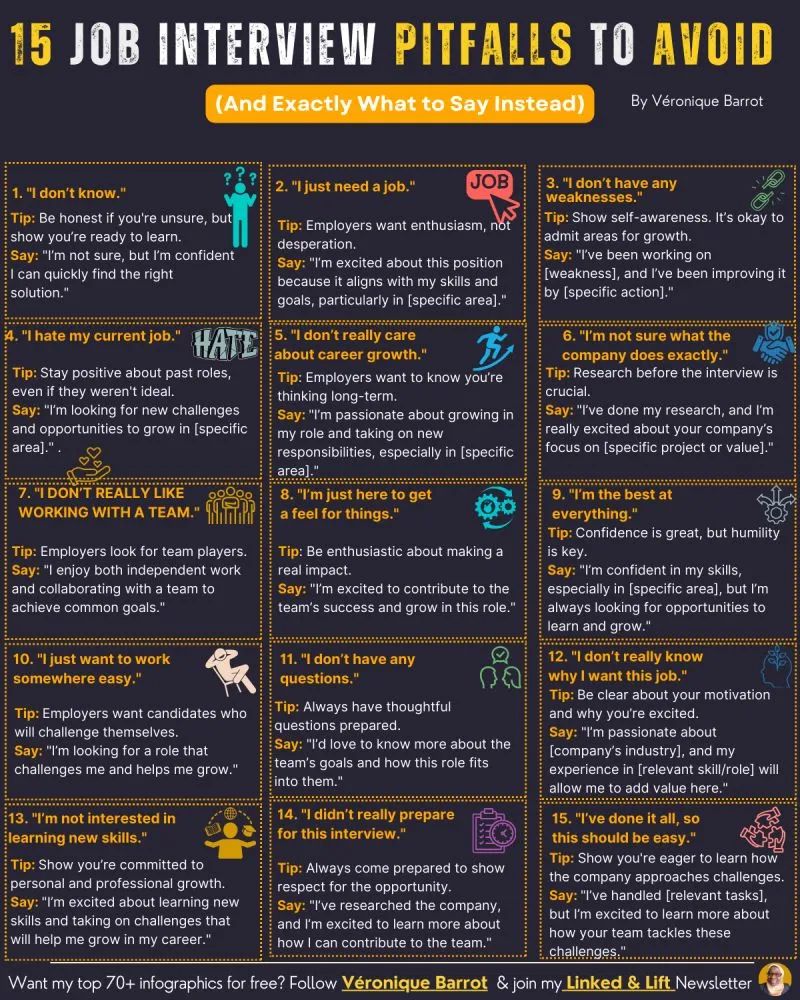 15 JOB INTERVIEW PITFALLS TO AVOID
(And Exactly What to Say Instead)
By Véronique Barrot
1. "I don't know."
Tip: Be honest if you're unsure, but
show you're ready to learn.
Say: "I'm not sure, but I'm confident
I can quickly find the right
solution."
2. "I just need a job."
JOB
Tip: Employers want enthusiasm, not
desperation.
Say: "I'm excited about this position
because it aligns with my skills and
goals, particularly in [specific area]."
3. "I don't have any
weaknesses."
Tip: Show self-awareness. It's okay to
admit areas for growth.
Say: "I've been working on
[weakness], and I've been improving it
by [specific action]."
4. "I hate my current job."
HATE
Tip: Stay positive about past roles,
even if they weren't ideal.
Say: "I'm looking for new challenges
and opportunities to grow in [specific
area]." .
5. "I don't really care
about career growth."
Tip: Employers want to know you're
thinking long-term.
Say: "I'm passionate about growing in
my role and taking on new
responsibilities, especially in [specific
area]."
6. "I'm not sure what the
company does exactly."
Tip: Research before the interview is
crucial.
Say: "I've done my research, and I'm
really excited about your company's
focus on [specific project or value]."
7. "I DON'T REALLY LIKE
WORKING WITH A TEAM."
Tip: Employers look for team players.
Say: "I enjoy both independent work
and collaborating with a team to
achieve common goals."
8. "I'm just here to get
a feel for things."
Tip: Be enthusiastic about making a
real impact.
Say: "I'm excited to contribute to the
team's success and grow in this role."
9. "I'm the best at
everything."
Tip: Confidence is great, but humility
is key.
Say: "I'm confident in my skills,
especially in [specific area], but I'm
always looking for opportunities to
learn and grow."
10. "I just want to work
somewhere easy."
Tip: Employers want candidates who
will challenge themselves.
Say: "I'm looking for a role that
challenges me and helps me grow."
11. "I don't have any
questions."
Tip: Always have thoughtful
questions prepared.
Say: "I'd love to know more about the
team's goals and how this role fits
into them."
12. "I don't really know
why I want this job."
Tip: Be clear about your motivation
and why you're excited.
Say: "I'm passionate about
[company's industry], and my
experience in [relevant skill/role] will
allow me to add value here."
13. "I'm not interested in
learning new skills."
Tip: Show you're committed to
personal and professional growth.
Say: "I'm excited about learning new
skills and taking on challenges that
will help me grow in my career."
14. "I didn't really prepare
for this interview."
Tip: Always come prepared to show
respect for the opportunity.
Say: "I've researched the company,
and I'm excited to learn more about
how I can contribute to the team."
15. "I've done it all, so
this should be easy."
Tip: Show you're eager to learn how
the company approaches challenges.
Say: "I've handled [relevant tasks],
but I'm excited to learn more about
how your team tackles these
challenges."
Want my top 70+ infographics for free? Follow Véronique Barrot & join my Linked & Lift Newsletter